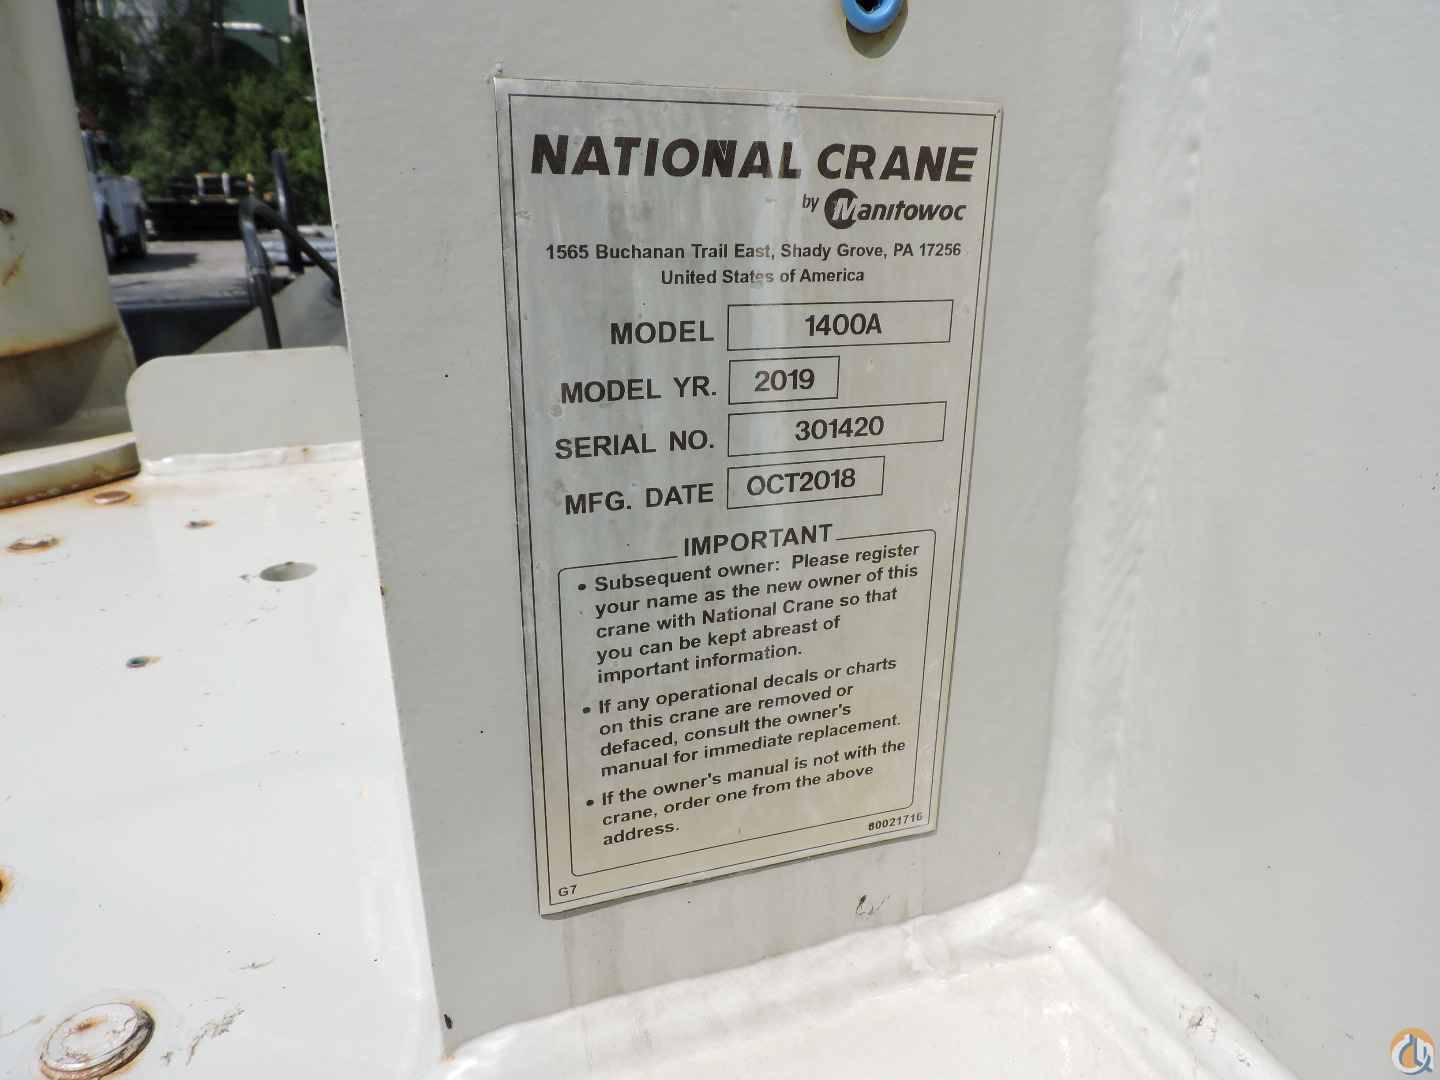 NATIONAL CRANE
by Manitowoc
1565 Buchanan Trail East, Shady Grove, PA 17256
United States of America
MODEL 1400A
MODEL YR. 2019
SERIAL NO. 301420
MFG. DATE OCT2018
IMPORTANT
• Subsequent owner: Please register
your name as the new owner of this
crane with National Crane so that
you can be kept abreast of
important information.
• If any operational decals or charts
on this crane are removed or
defaced, consult the owner's
manual for immediate replacement.
• If the owner's manual is not with the
crane, order one from the above
address.
80021716
G7